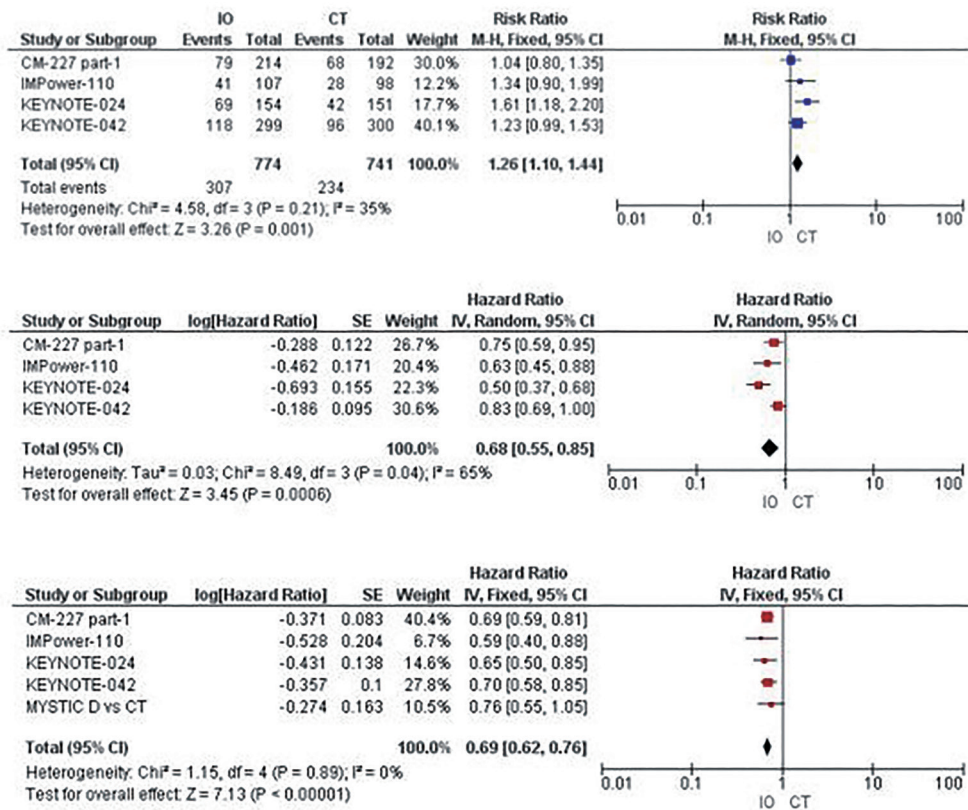 IO CT Risk Ratio Risk Ratio
Study or Subgroup Events Total Events Total Weight M-H, Fixed, 95% CI M-H, Fixed, 95% CI
CM-227 part-1 79 214 68 192 30.0% 1.04 [0.80, 1.35]
IMPower-110 41 107 28 98 12.2% 1.34 [0.90, 1.99]
KEYNOTE-024 69 154 42 151 17.7% 1.61 [1.18, 2.20]
KEYNOTE-042 118 299 96 300 40.1% 1.23 [0.99, 1.53]
Total (95% CI) 774 741 100.0% 1.26 [1.10, 1.44]
Total events 307 234
Heterogeneity: Chi² = 4.58, df = 3 (P = 0.21); I² = 35%
Test for overall effect: Z = 3.26 (P = 0.001)
0.01 0.1 1 10 100
IO CT
Hazard Ratio Hazard Ratio
Study or Subgroup log[Hazard Ratio] SE Weight IV, Random, 95% CI IV, Random, 95% CI
CM-227 part-1 -0.288 0.122 26.7% 0.75 [0.59, 0.95]
IMPower-110 -0.462 0.171 20.4% 0.63 [0.45, 0.88]
KEYNOTE-024 -0.693 0.155 22.3% 0.50 [0.37, 0.68]
KEYNOTE-042 -0.186 0.095 30.6% 0.83 [0.69, 1.00]
Total (95% CI) 100.0% 0.68 [0.55, 0.85]
Heterogeneity: Tau² = 0.03; Chi² = 8.49, df = 3 (P = 0.04); I² = 65%
Test for overall effect: Z = 3.45 (P = 0.0006)
0.01 0.1 1 10 100
IO CT
Hazard Ratio Hazard Ratio
Study or Subgroup log[Hazard Ratio] SE Weight IV, Fixed, 95% CI IV, Fixed, 95% CI
CM-227 part-1 -0.371 0.083 40.4% 0.69 [0.59, 0.81]
IMPower-110 -0.528 0.204 6.7% 0.59 [0.40, 0.88]
KEYNOTE-024 -0.431 0.138 14.6% 0.65 [0.50, 0.85]
KEYNOTE-042 -0.357 0.1 27.8% 0.70 [0.58, 0.85]
MYSTIC D vs CT -0.274 0.163 10.5% 0.76 [0.55, 1.05]
Total (95% CI) 100.0% 0.69 [0.62, 0.76]
Heterogeneity: Chi² = 1.15, df = 4 (P = 0.89); I² = 0%
Test for overall effect: Z = 7.13 (P < 0.00001)
0.01 0.1 1 10 100
IO CT